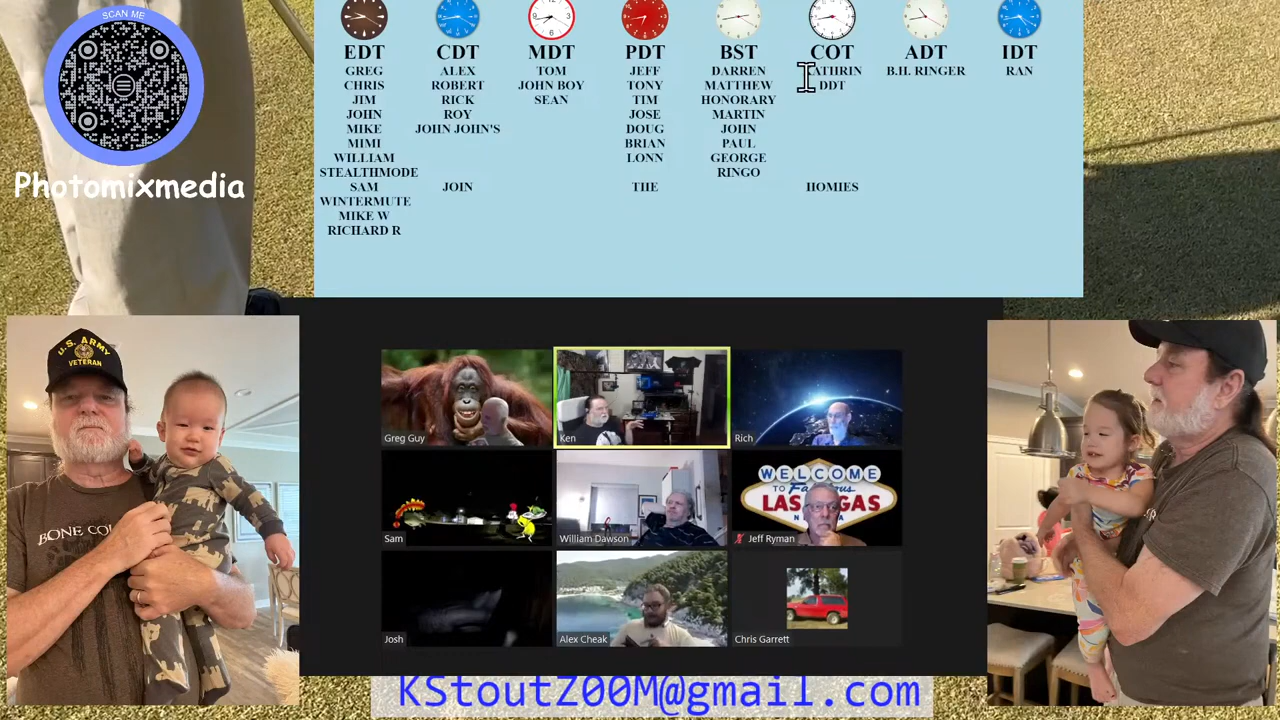 SCAN ME
Photomixmedia
EDT CDT MDT PDT BST COT ADT IDT
GREG ALEX TOM JEFF DARREN CATHRIN B.H. RINGER RAN
CHRIS ROBERT JOHN BOY TONY MATTHEW DDT
JIM RICK SEAN TIM HONORARY
JOHN ROY JOSE MARTIN
MIKE JOHN JOHN'S DOUG JOHN
MIMI BRIAN PAUL
WILLIAM LONN GEORGE
STEALTHMODE RINGO
SAM JOIN THE HOMIES
WINTERMUTE
MIKE W
RICHARD R
U.S. ARMY
VETERAN
BONE
Greg Guy
Ken
Rich
Sam
William Dawson
WELCOME
TO Fabulous
LAS VEGAS
Jeff Ryman
Josh
Alex Cheak
Chris Garrett
KStoutZ00M@gmail.com